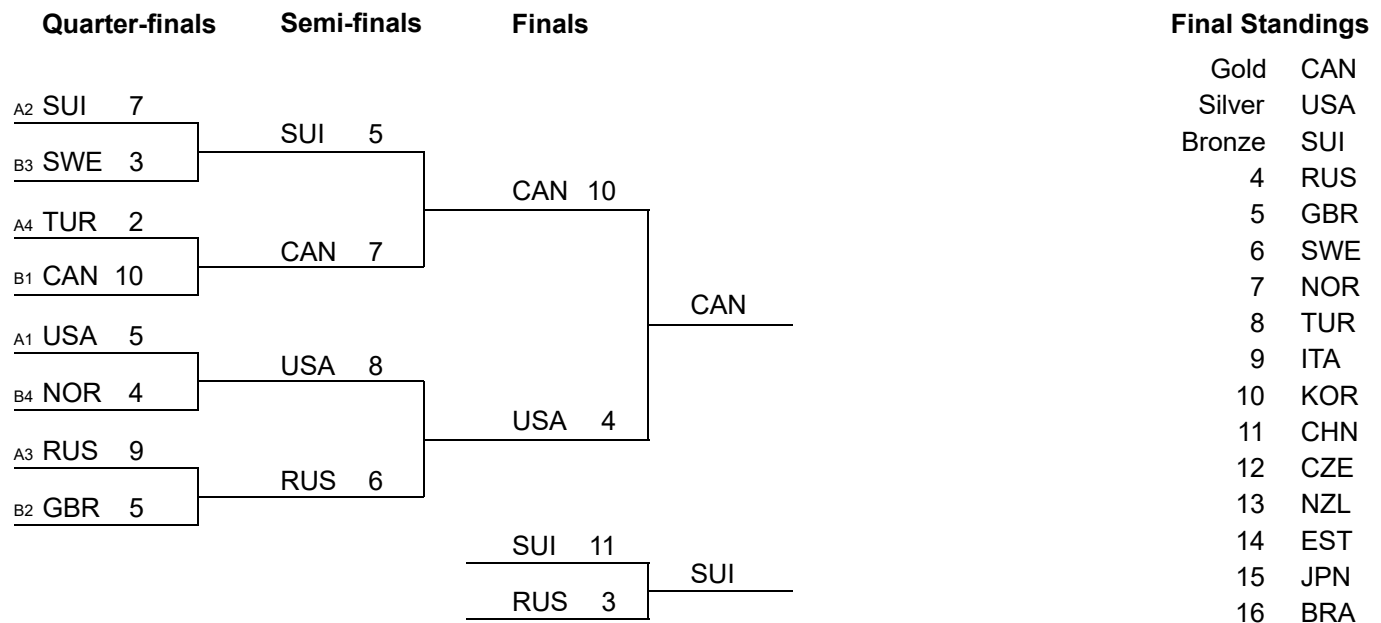 Quarter-finals Semi-finals Finals
A2 SUI 7
B3 SWE 3
A4 TUR 2
B1 CAN 10
A1 USA 5
B4 NOR 4
A3 RUS 9
B2 GBR 5
SUI 5
CAN 7
USA 8
RUS 6
CAN 10
USA 4
CAN
SUI 11
RUS 3
SUI
Final Standings
Gold CAN
Silver USA
Bronze SUI
4 RUS
5 GBR
6 SWE
7 NOR
8 TUR
9 ITA
10 KOR
11 CHN
12 CZE
13 NZL
14 EST
15 JPN
16 BRA